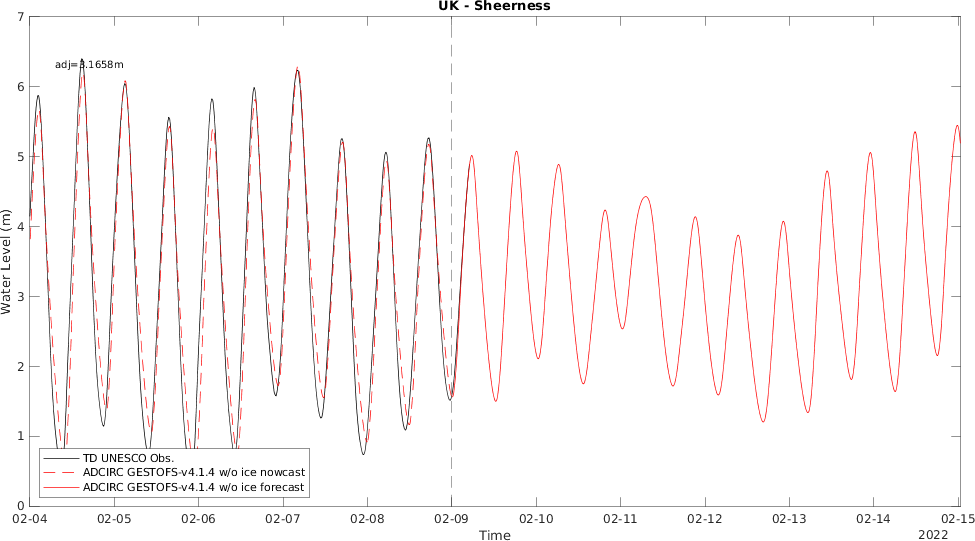 UK - Sheerness
7
6
5
4
3
2
1
0
Water Level (m)
adj=3.1658m
TD UNESCO Obs.
ADCIRC GESTOFS-v4.1.4 w/o ice nowcast
ADCIRC GESTOFS-v4.1.4 w/o ice forecast
02-04 02-05 02-06 02-07 02-08 02-09 02-10 02-11 02-12 02-13 02-14 02-15
Time
2022